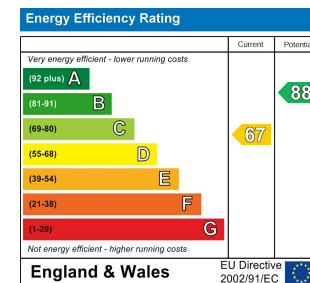 Energy Efficiency Rating
Current Potentia
Very energy efficient - lower running costs
(92 plus) A
(81-91) B
88
(69-80) C
67
(55-68) D
(39-54) E
(21-38) F
(1-20) G
Not energy efficient - higher running costs
England & Wales
EU Directive
2002/91/EC